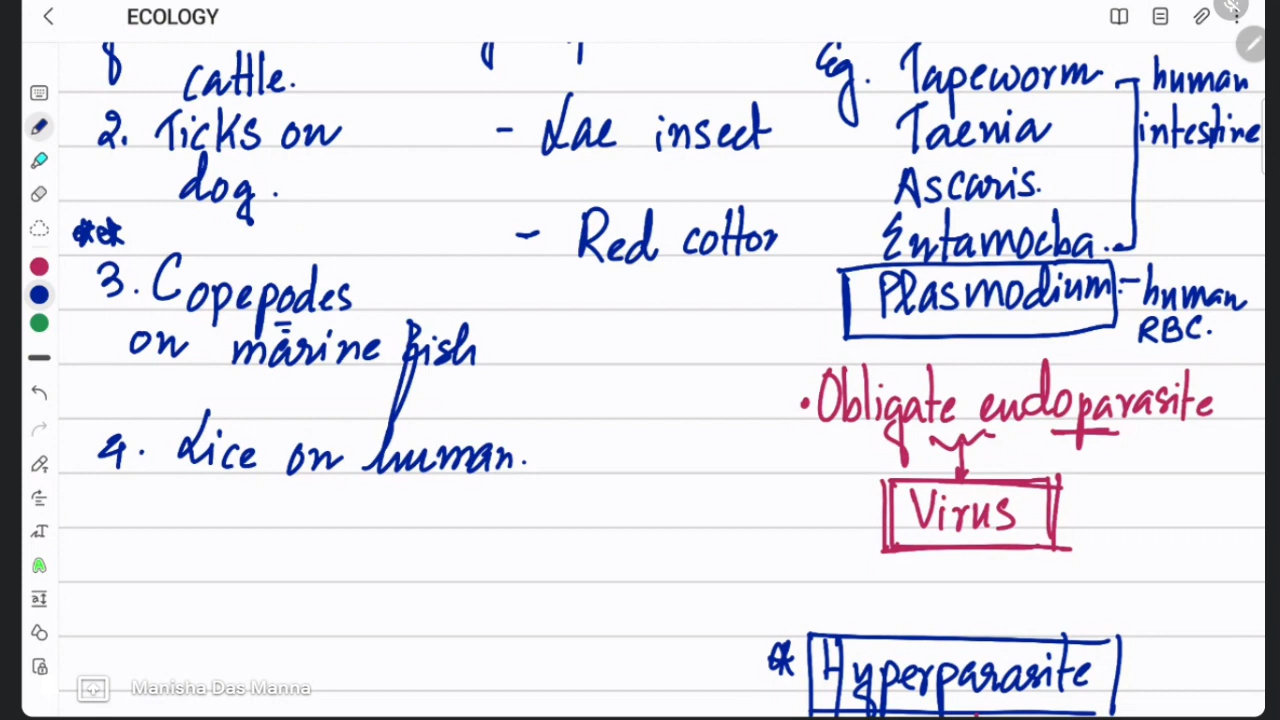 ECOLOGY
cattle.
2. Ticks on
dog.
3. Copepodes
on marine fish
4. Lice on human.
- Lac insect
- Red cotton
Eg. Tapeworm
Taenia
Ascaris.
Entamoeba.
human
intestine
Plasmodium. - human
RBC.
• Obligate endoparasite
Virus
Hyperparasite
Manisha Das Manna